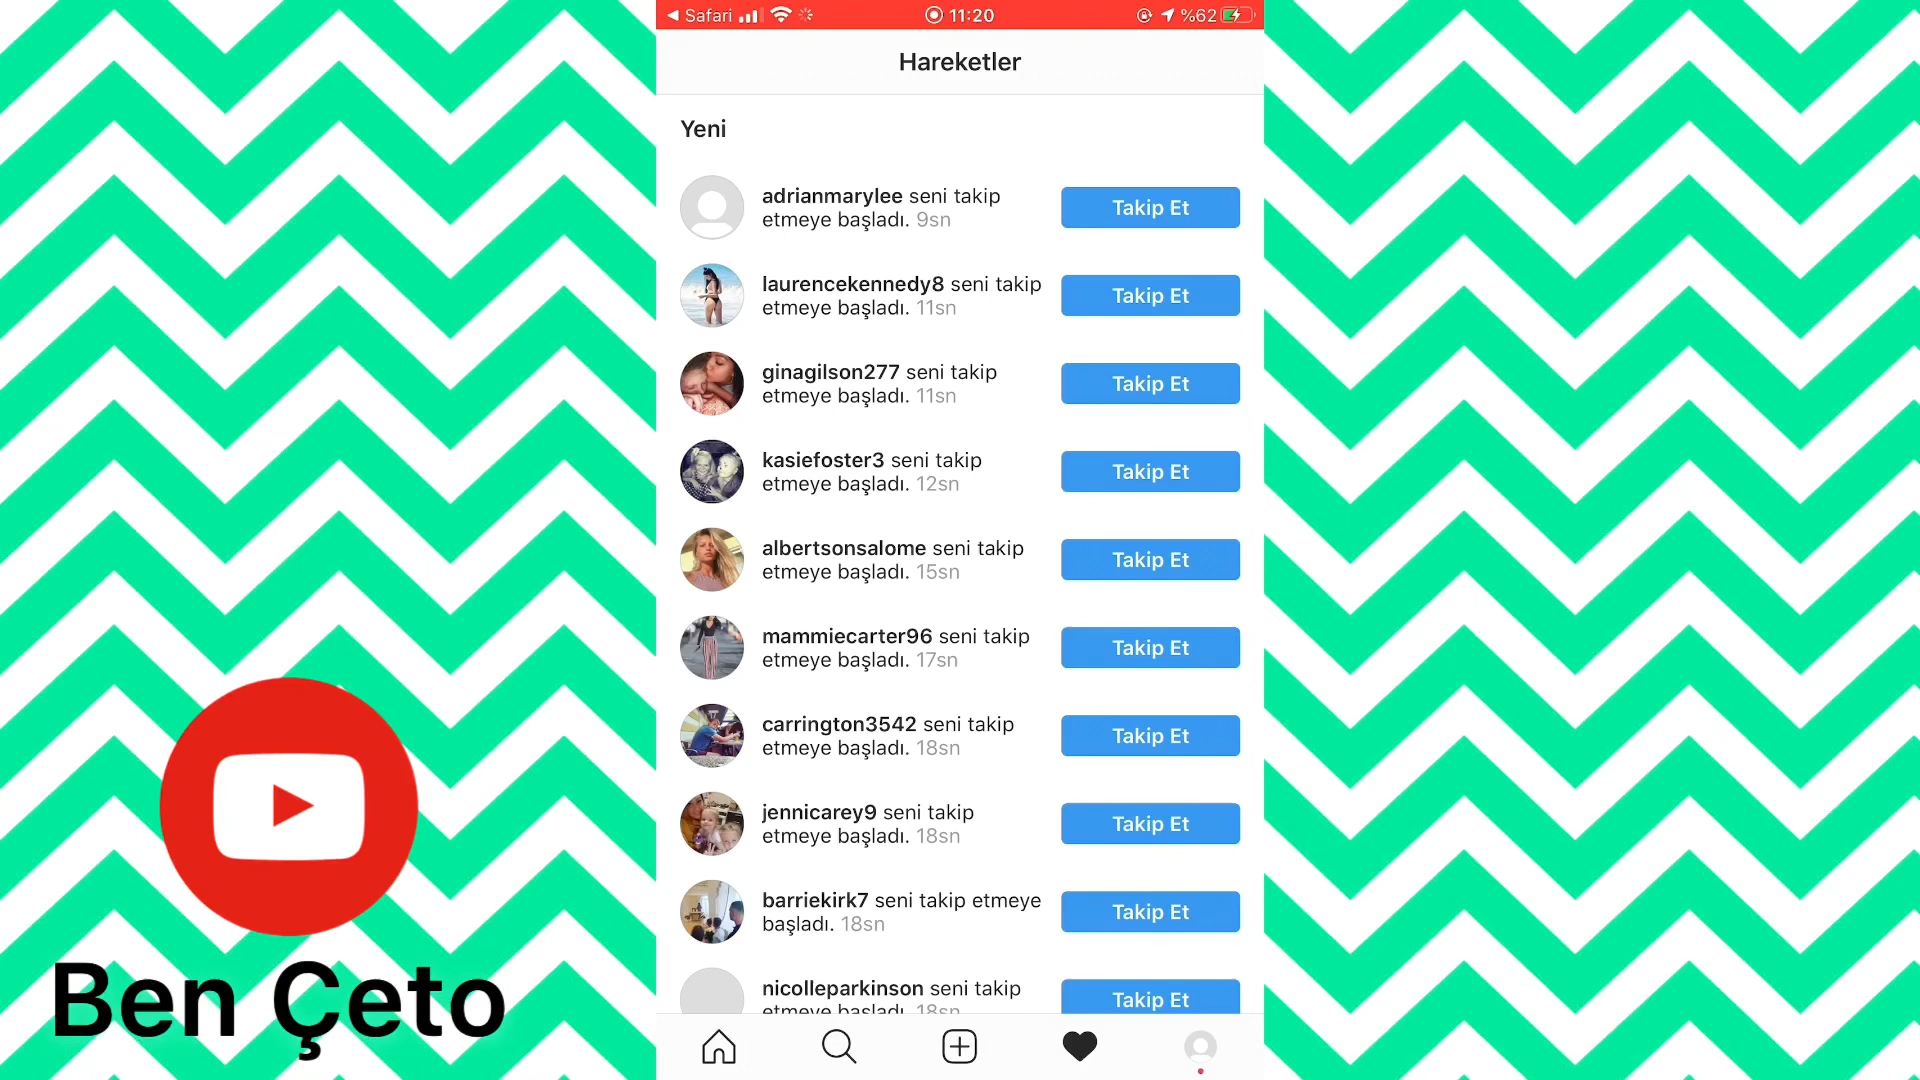 Safari
11:20
%62
Hareketler
Yeni
adrianmarylee seni takip
etmeye başladı. 9sn
Takip Et
laurencekennedy8 seni takip
etmeye başladı. 11sn
Takip Et
ginagilson277 seni takip
etmeye başladı. 11sn
Takip Et
kasiefoster3 seni takip
etmeye başladı. 12sn
Takip Et
albertsonsalome seni takip
etmeye başladı. 15sn
Takip Et
mammiecarter96 seni takip
etmeye başladı. 17sn
Takip Et
carrington3542 seni takip
etmeye başladı. 18sn
Takip Et
jennicarey9 seni takip
etmeye başladı. 18sn
Takip Et
barriekirk7 seni takip etmeye
başladı. 18sn
Takip Et
nicolleparkinson seni takip
etmeye başladı. 18sn
Takip Et
Ben Çeto